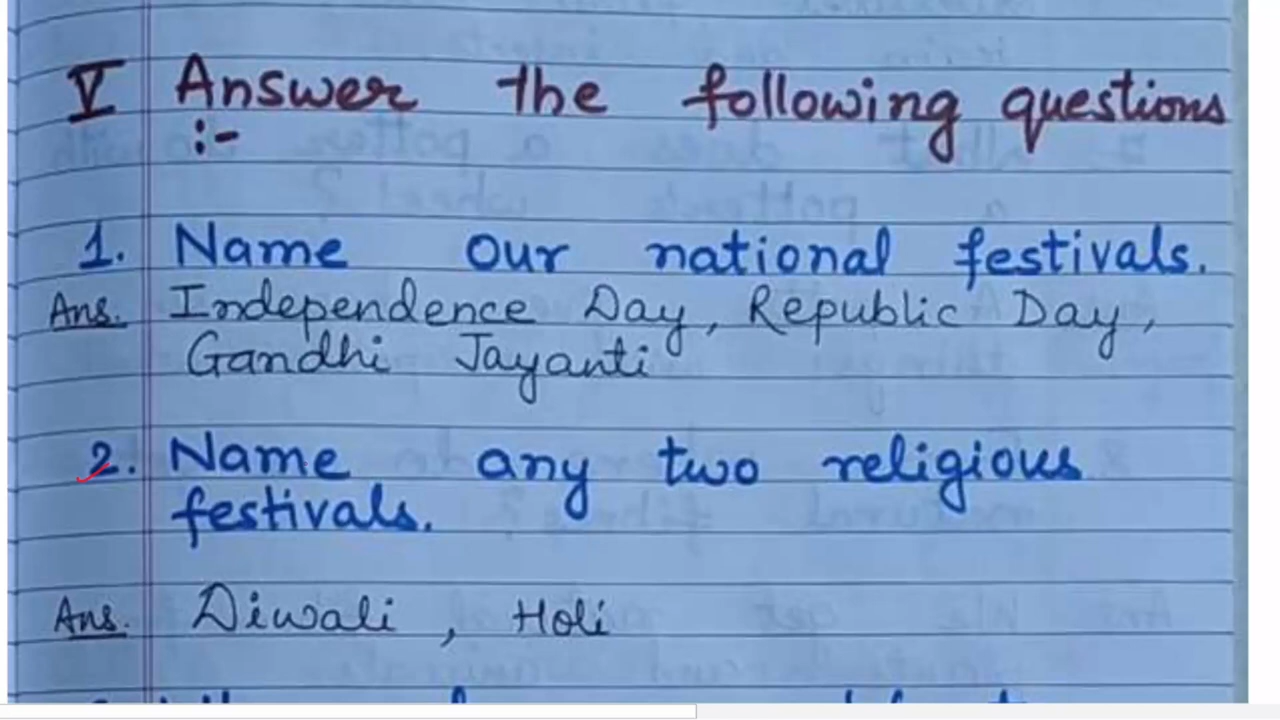 V Answer the following questions
:-
1. Name our national festivals.
Ans. Independence Day, Republic Day,
Gandhi Jayanti
2. Name any two religious
festivals.
Ans. Diwali, Holi